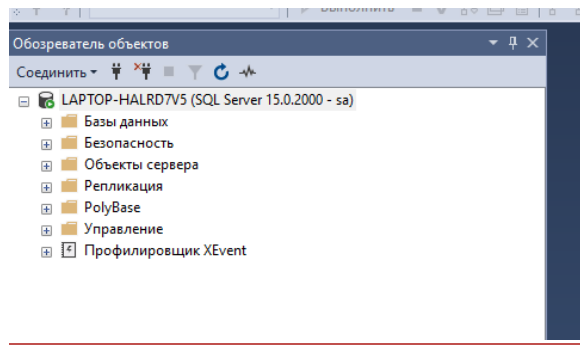 Обозреватель объектов
Соединить
LAPTOP-HALRD7V5 (SQL Server 15.0.2000 - sa)
Базы данных
Безопасность
Объекты сервера
Репликация
PolyBase
Управление
Профилировщик XEvent